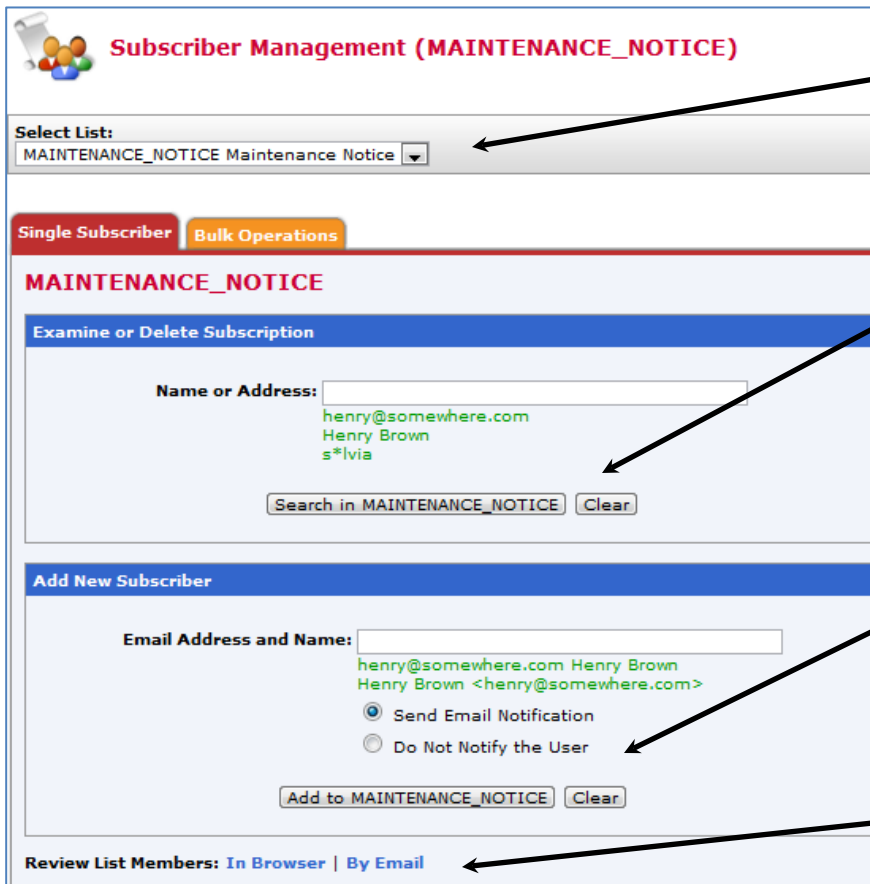 Subscriber Management (MAINTENANCE_NOTICE)
Select List:
MAINTENANCE_NOTICE Maintenance Notice
Single Subscriber Bulk Operations
MAINTENANCE_NOTICE
Examine or Delete Subscription
Name or Address:
henry@somewhere.com
Henry Brown
s*lvia
Search in MAINTENANCE_NOTICE Clear
Add New Subscriber
Email Address and Name:
henry@somewhere.com Henry Brown
Henry Brown <henry@somewhere.com>
Send Email Notification
Do Not Notify the User
Add to MAINTENANCE_NOTICE Clear
Review List Members: In Browser | By Email